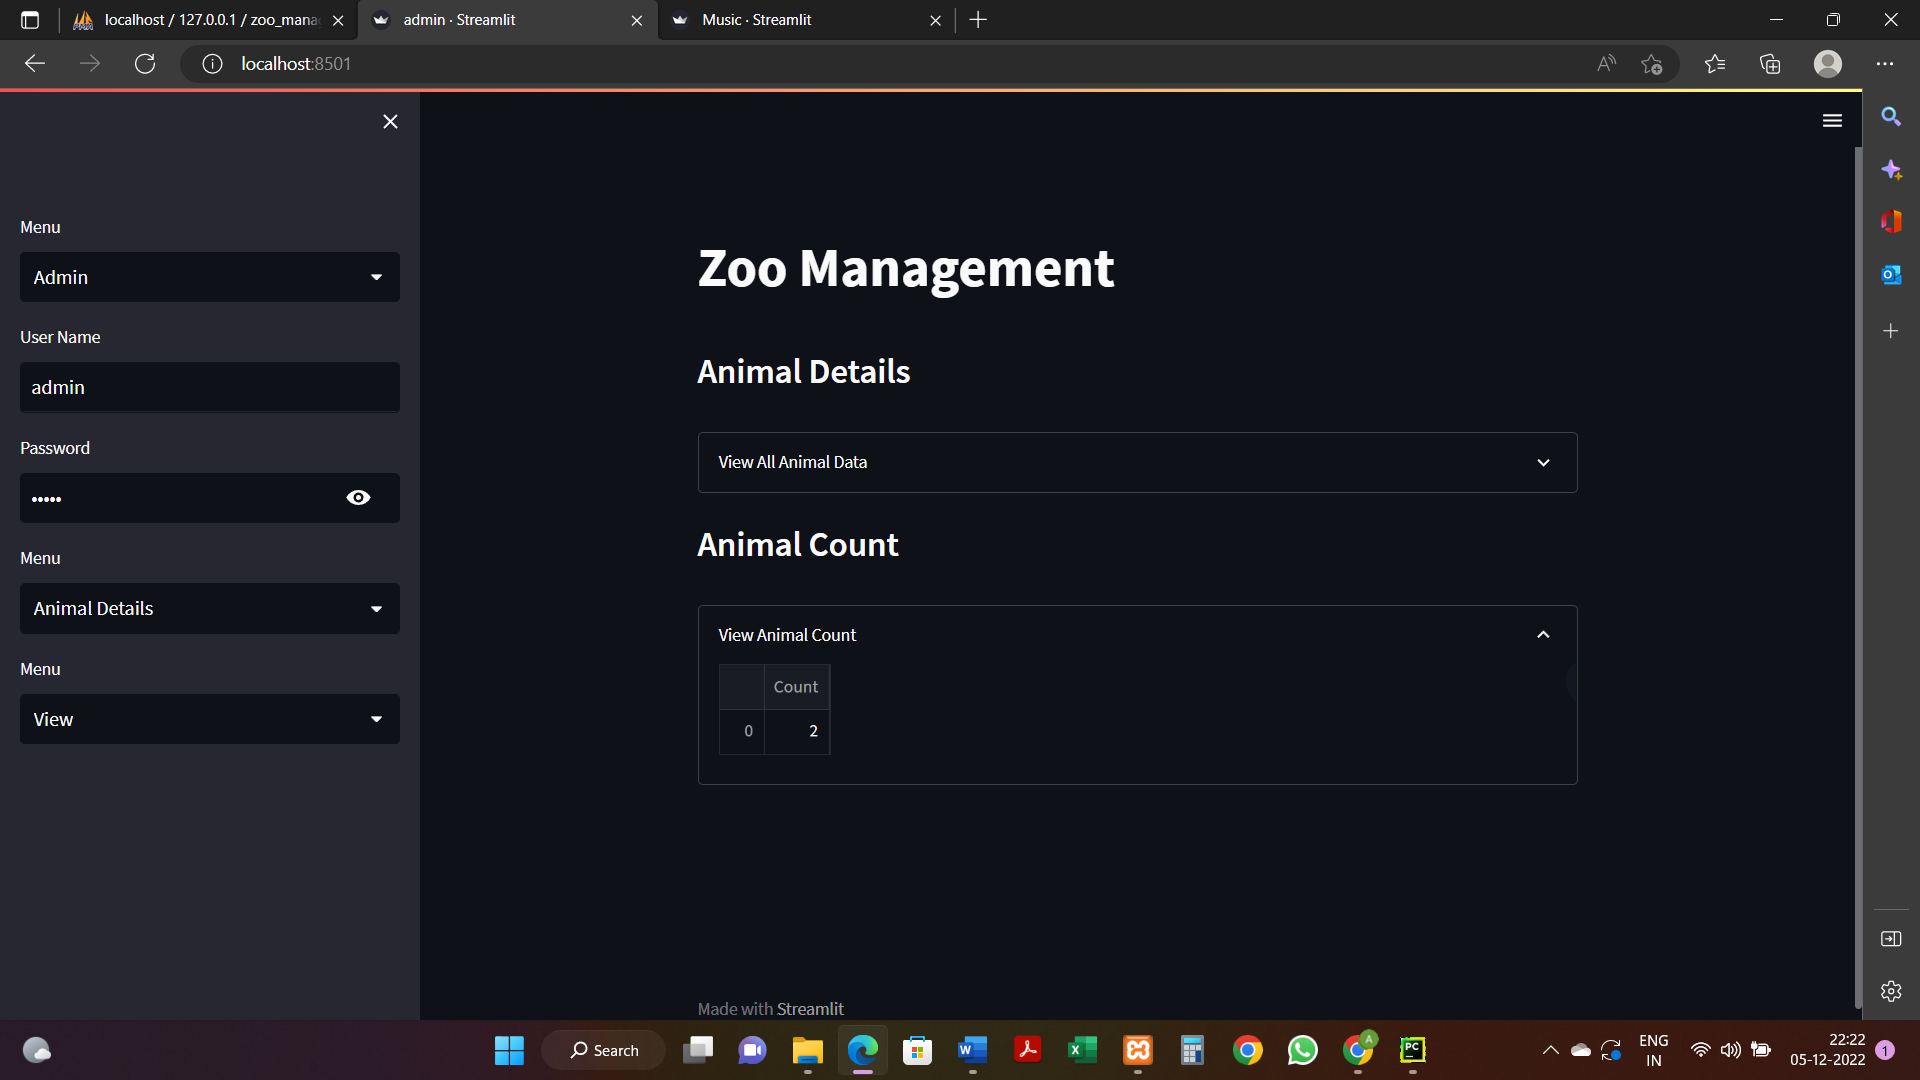 localhost / 127.0.0.1 / zoo_mana
admin · Streamlit
Music · Streamlit
localhost:8501
Menu
Admin
User Name
admin
Password
•••••
Menu
Animal Details
Menu
View
Zoo Management
Animal Details
View All Animal Data
Animal Count
View Animal Count
Count
0 2
Made with Streamlit
Search
ENG
IN
22:22
05-12-2022
1